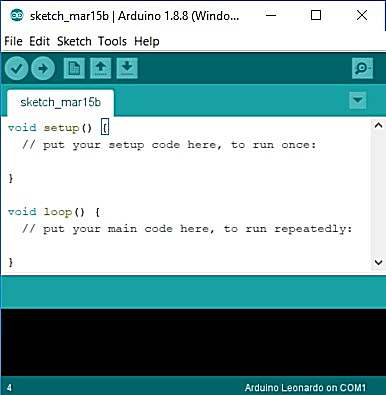 sketch_mar15b | Arduino 1.8.8 (Windo...
File Edit Sketch Tools Help
sketch_mar15b
void setup() {
  // put your setup code here, to run once:
}
void loop() {
  // put your main code here, to run repeatedly:
}
4 Arduino Leonardo on COM1